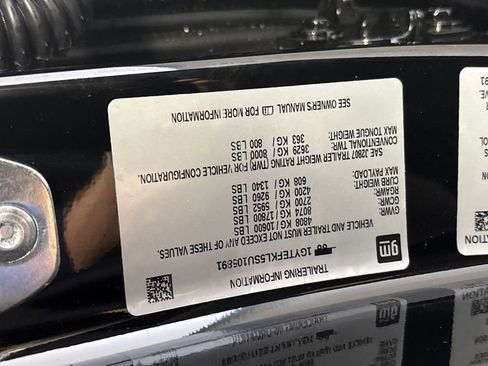 TRAILERING INFORMATION
gm
1GYTEFKL5SU106891
VEHICLE AND TRAILER MUST NOT EXCEED ANY OF THESE VALUES.
GVWR: 4808 KG 10600 LBS
GCWR: 8074 KG 17800 LBS
RGAWR: 2700 KG 5952 LBS
CURB WEIGHT: 4200 KG 9260 LBS
MAX PAYLOAD: 608 KG 1340 LBS
SAE J2807 TRAILER WEIGHT RATING (TWR) FOR VEHICLE CONFIGURATION.
CONVENTIONAL TWR: 3629 KG 8000 LBS
MAX TONGUE WEIGHT: 363 KG 800 LBS
SEE OWNER'S MANUAL FOR MORE INFORMATION